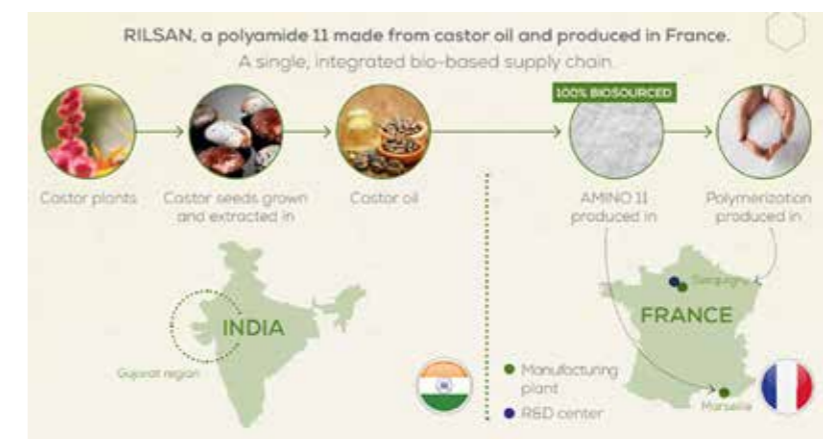 RILSAN, a polyamide 11 made from castor oil and produced in France.
A single, integrated bio-based supply chain.
100% BIOSOURCED
Castor plants
Castor seeds grown
and extracted in
Castor oil
AMINO 11
produced in
Polymerization
produced in
INDIA
Gujarat region
FRANCE
Serquigny
Marseille
Manufacturing
plant
R&D center